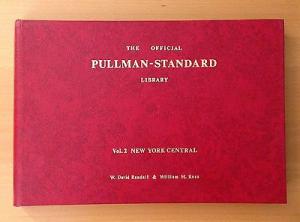 THE OFFICIAL
PULLMAN-STANDARD
LIBRARY
Vol. 2 NEW YORK CENTRAL
W. David Randall & William M. Ross